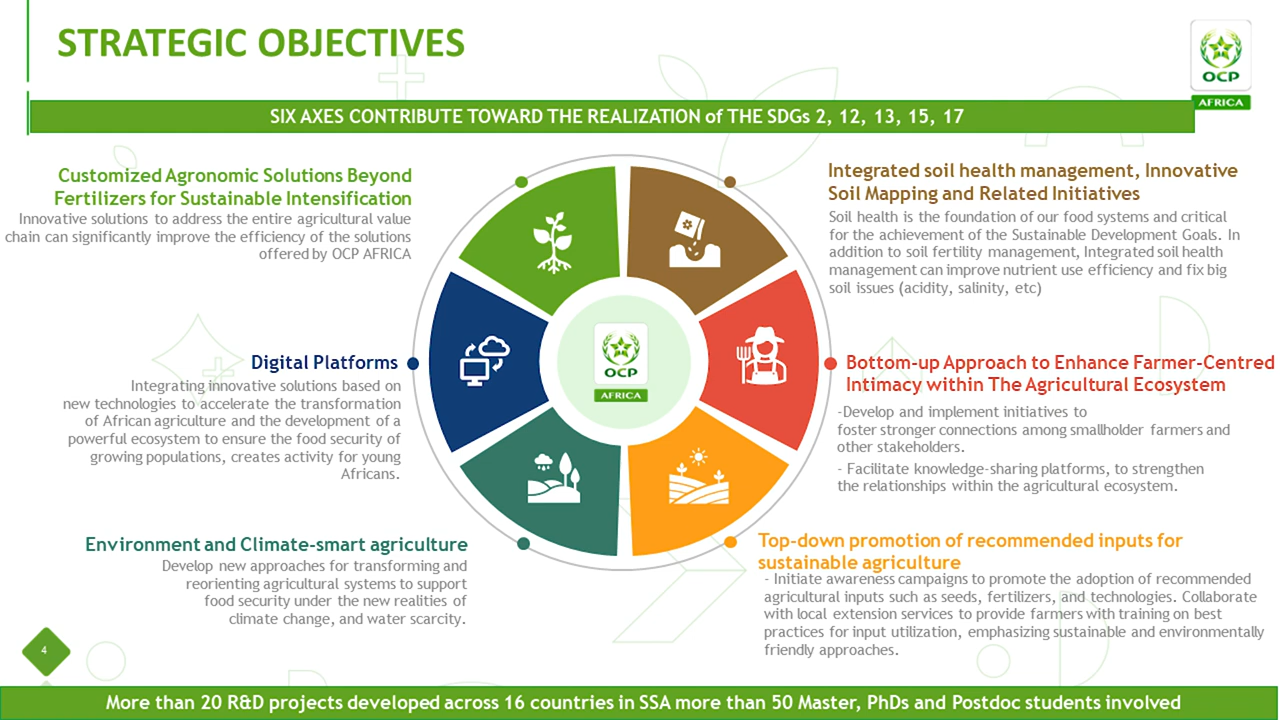 STRATEGIC OBJECTIVES
OCP
AFRICA
SIX AXES CONTRIBUTE TOWARD THE REALIZATION of THE SDGs 2, 12, 13, 15, 17
Customized Agronomic Solutions Beyond
Fertilizers for Sustainable Intensification
Innovative solutions to address the entire agricultural value
chain can significantly improve the efficiency of the solutions
offered by OCP AFRICA
Integrated soil health management, Innovative
Soil Mapping and Related Initiatives
Soil health is the foundation of our food systems and critical
for the achievement of the Sustainable Development Goals. In
addition to soil fertility management, Integrated soil health
management can improve nutrient use efficiency and fix big
soil issues (acidity, salinity, etc)
Digital Platforms
Integrating innovative solutions based on
new technologies to accelerate the transformation
of African agriculture and the development of a
powerful ecosystem to ensure the food security of
growing populations, creates activity for young
Africans.
OCP
AFRICA
Bottom-up Approach to Enhance Farmer-Centred
Intimacy within The Agricultural Ecosystem
-Develop and implement initiatives to
foster stronger connections among smallholder farmers and
other stakeholders.
- Facilitate knowledge-sharing platforms, to strengthen
the relationships within the agricultural ecosystem.
Environment and Climate-smart agriculture
Develop new approaches for transforming and
reorienting agricultural systems to support
food security under the new realities of
climate change, and water scarcity.
Top-down promotion of recommended inputs for
sustainable agriculture
- Initiate awareness campaigns to promote the adoption of recommended
agricultural inputs such as seeds, fertilizers, and technologies. Collaborate
with local extension services to provide farmers with training on best
practices for input utilization, emphasizing sustainable and environmentally
friendly approaches.
4
More than 20 R&D projects developed across 16 countries in SSA more than 50 Master, PhDs and Postdoc students involved